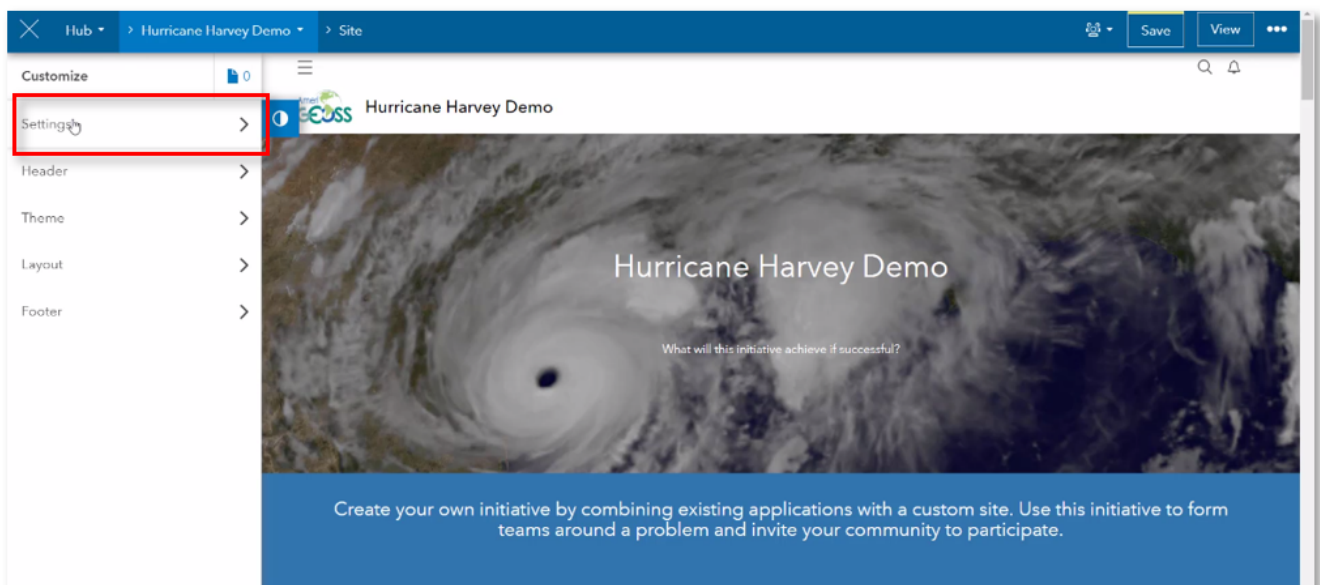 Hub > Hurricane Harvey Demo > Site Save View
Customize 0
Settings
Header
Theme
Layout
Footer
Ameri GEOSS Hurricane Harvey Demo
Hurricane Harvey Demo
What will this initiative achieve if successful?
Create your own initiative by combining existing applications with a custom site. Use this initiative to form
teams around a problem and invite your community to participate.